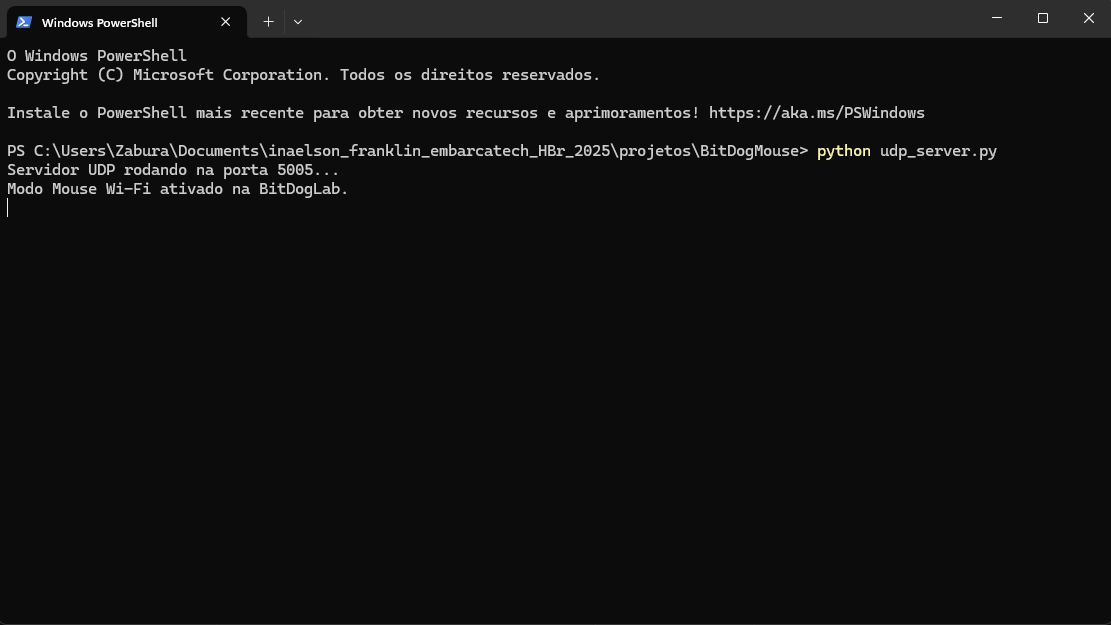 Windows PowerShell
O Windows PowerShell
Copyright (C) Microsoft Corporation. Todos os direitos reservados.
Instale o PowerShell mais recente para obter novos recursos e aprimoramentos! https://aka.ms/PSWindows
PS C:\Users\Zabura\Documents\inaelson_franklin_embarcatech_HBr_2025\projetos\BitDogMouse> python udp_server.py
Servidor UDP rodando na porta 5005...
Modo Mouse Wi-Fi ativado na BitDogLab.